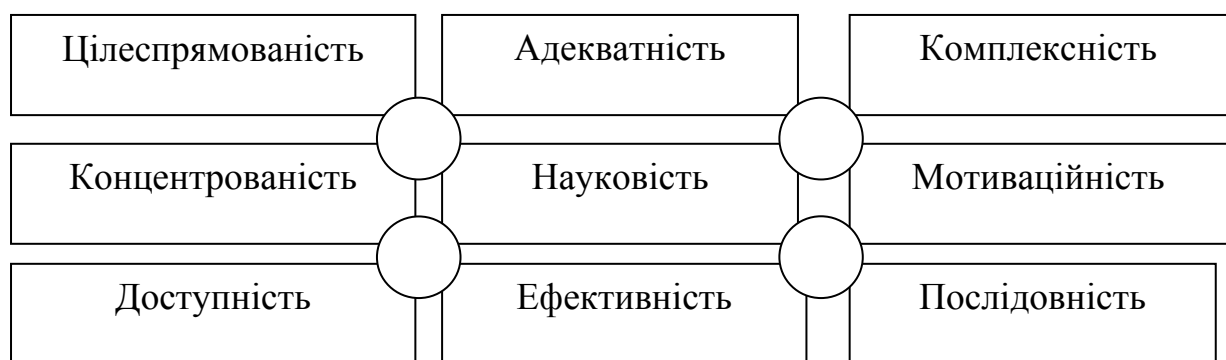 Цілеспрямованість Адекватність Комплексність
Концентрованість Науковість Мотиваційність
Доступність Ефективність Послідовність